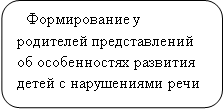 Формирование у
родителей представлений
об особенностях развития
детей с нарушениями речи